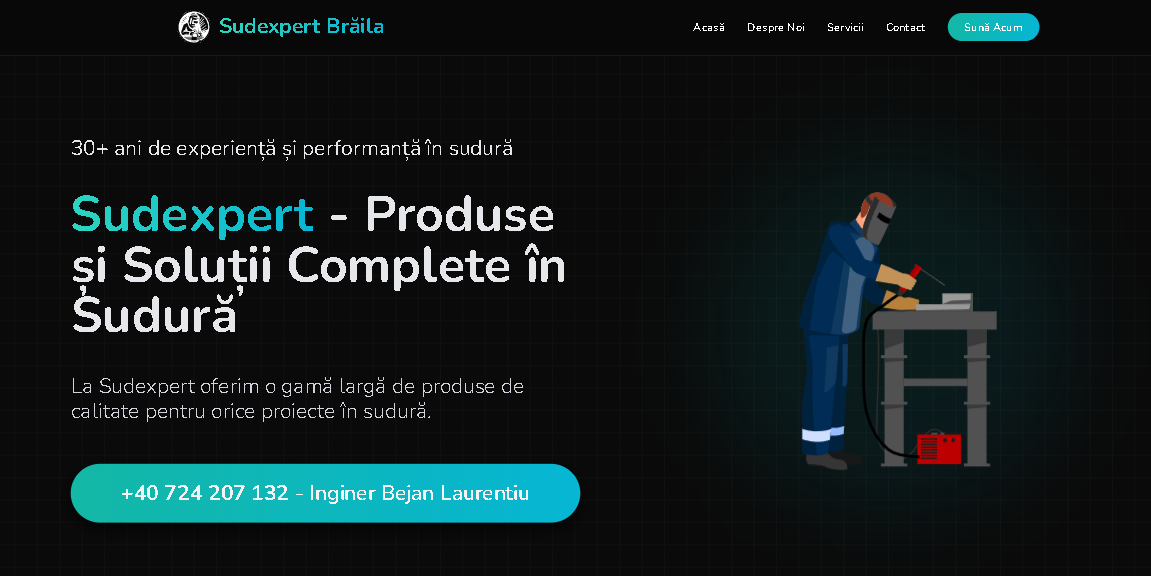 Sudexpert Brăila
Acasă
Despre Noi
Servicii
Contact
Sună Acum
30+ ani de experiență și performanță în sudură
Sudexpert - Produse
și Soluții Complete în
Sudură
La Sudexpert oferim o gamă largă de produse de
calitate pentru orice proiecte în sudură.
+40 724 207 132 - Inginer Bejan Laurentiu